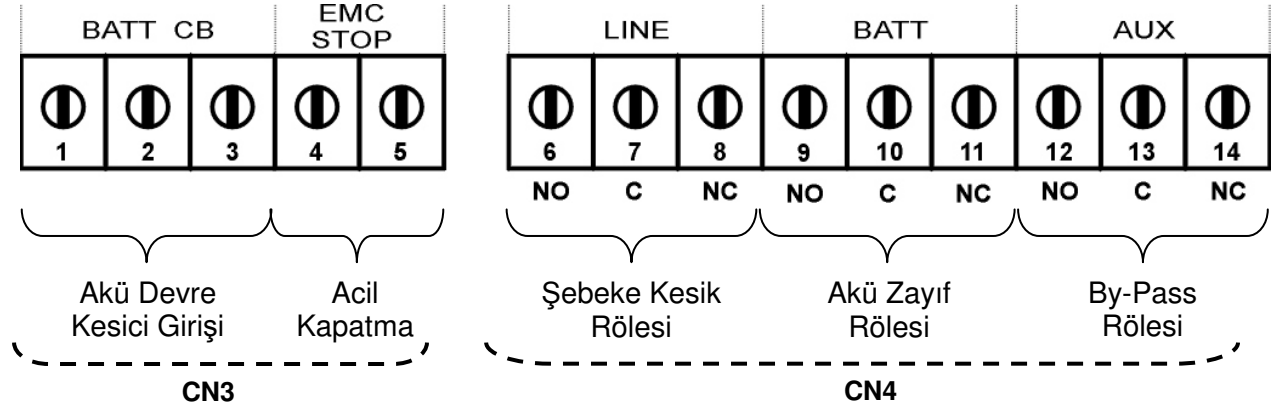 BATT CB
EMC
STOP
LINE
BATT
AUX
1 2 3 4 5
6 7 8 9 10 11 12 13 14
NO C NC NO C NC NO C NC
Akü Devre
Kesici Girişi
Acil
Kapatma
Şebeke Kesik
Rölesi
Akü Zayıf
Rölesi
By-Pass
Rölesi
CN3
CN4